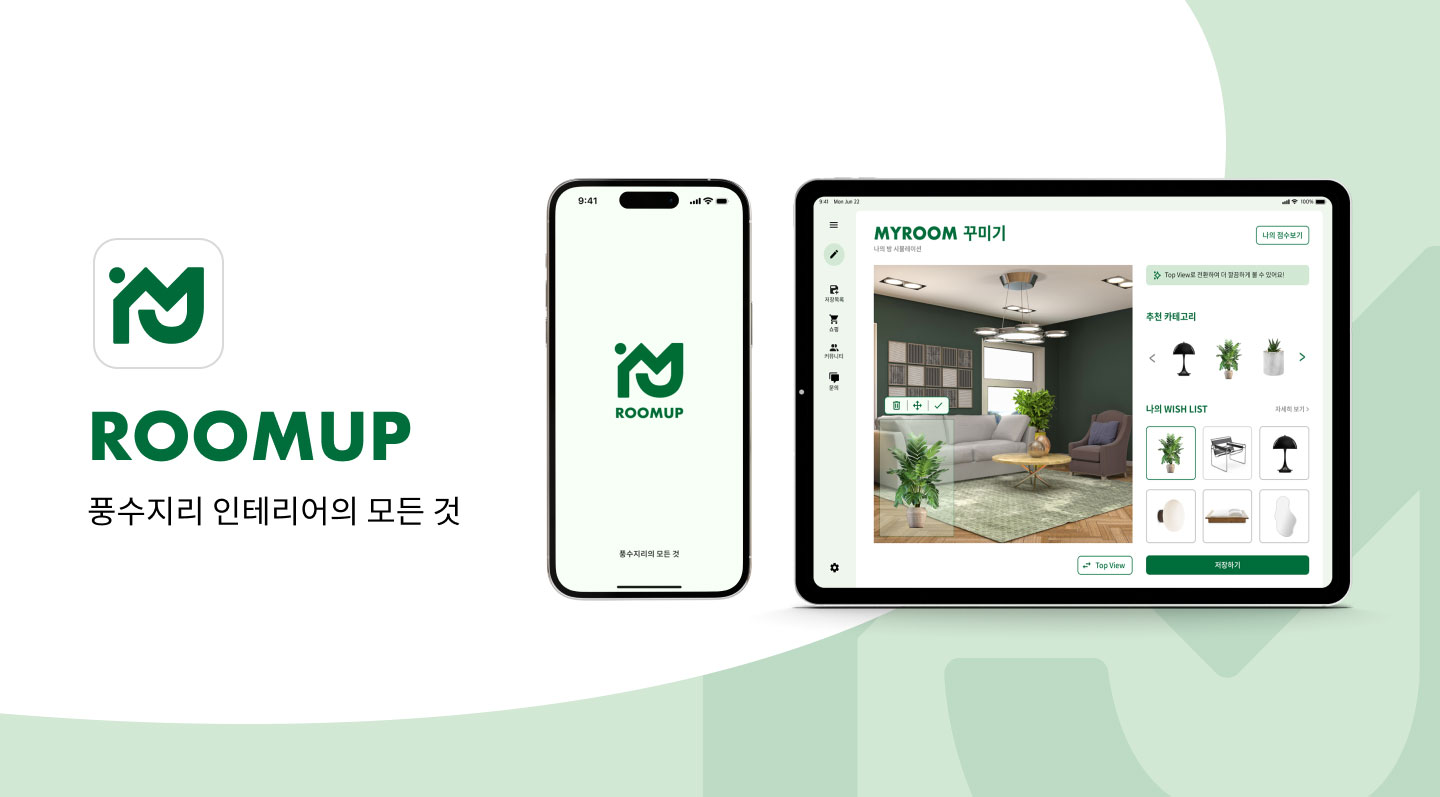 ROOMUP
풍수지리 인테리어의 모든 것
9:41
ROOMUP
풍수지리의 모든 것
9:41 Mon Jun 22
100%
MYROOM 꾸미기
나의 방 시뮬레이션
나의 점수보기
저장목록
쇼핑
커뮤니티
문의
Top View로 전환하여 더 깔끔하게 볼 수 있어요!
추천 카테고리
나의 WISH LIST
자세히 보기 >
Top View
저장하기